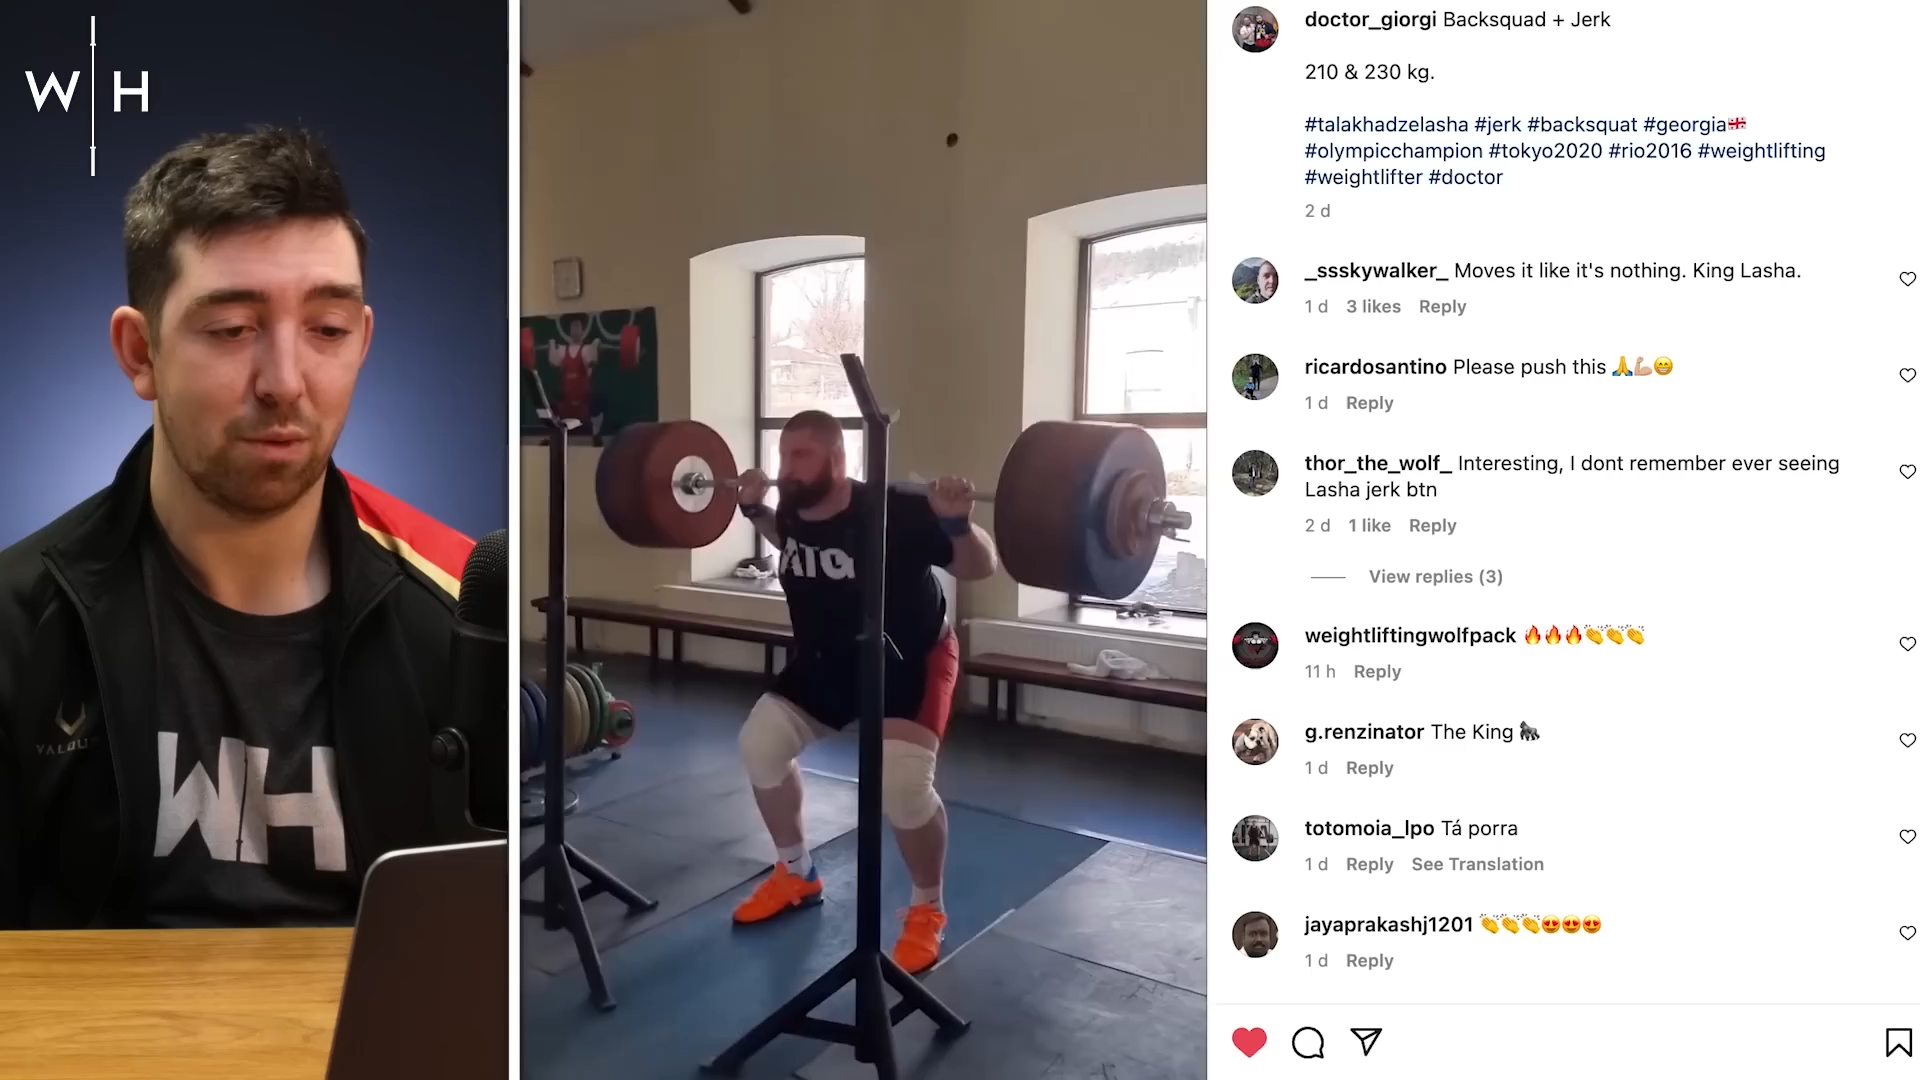 W H
VALOUR
WH
ATG
doctor_giorgi Backsquad + Jerk
210 & 230 kg.
#talakhadzelasha #jerk #backsquat #georgia🇬🇪
#olympicchampion #tokyo2020 #rio2016 #weightlifting
#weightlifter #doctor
2 d
_ssskywalker_ Moves it like it's nothing. King Lasha.
1 d 3 likes Reply
ricardosantino Please push this 🙏💪🏼😁
1 d Reply
thor_the_wolf_ Interesting, I dont remember ever seeing
Lasha jerk btn
2 d 1 like Reply
View replies (3)
weightliftingwolfpack 🔥🔥🔥👏👏👏
11 h Reply
g.renzinator The King 🦍
1 d Reply
totomoia_lpo Tá porra
1 d Reply See Translation
jayaprakashj1201 👏👏👏😍😍😍
1 d Reply